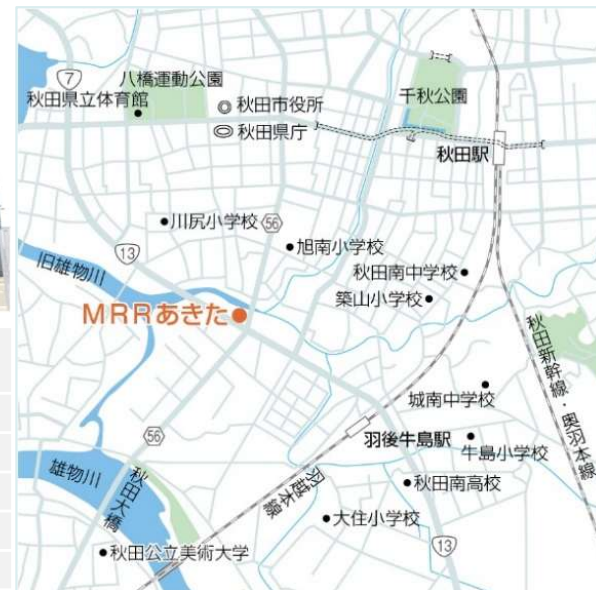 7
八橋運動公園
秋田県立体育館
秋田市役所
千秋公園
秋田県庁
秋田駅
川尻小学校
56
旭南小学校
13
旧雄物川
秋田南中学校
築山小学校
MRRあきた
秋田新幹線・奥羽本線
城南中学校
56
羽後牛島駅
牛島小学校
雄物川
秋田大橋
羽越本線
秋田南高校
大住小学校
13
秋田公立美術大学